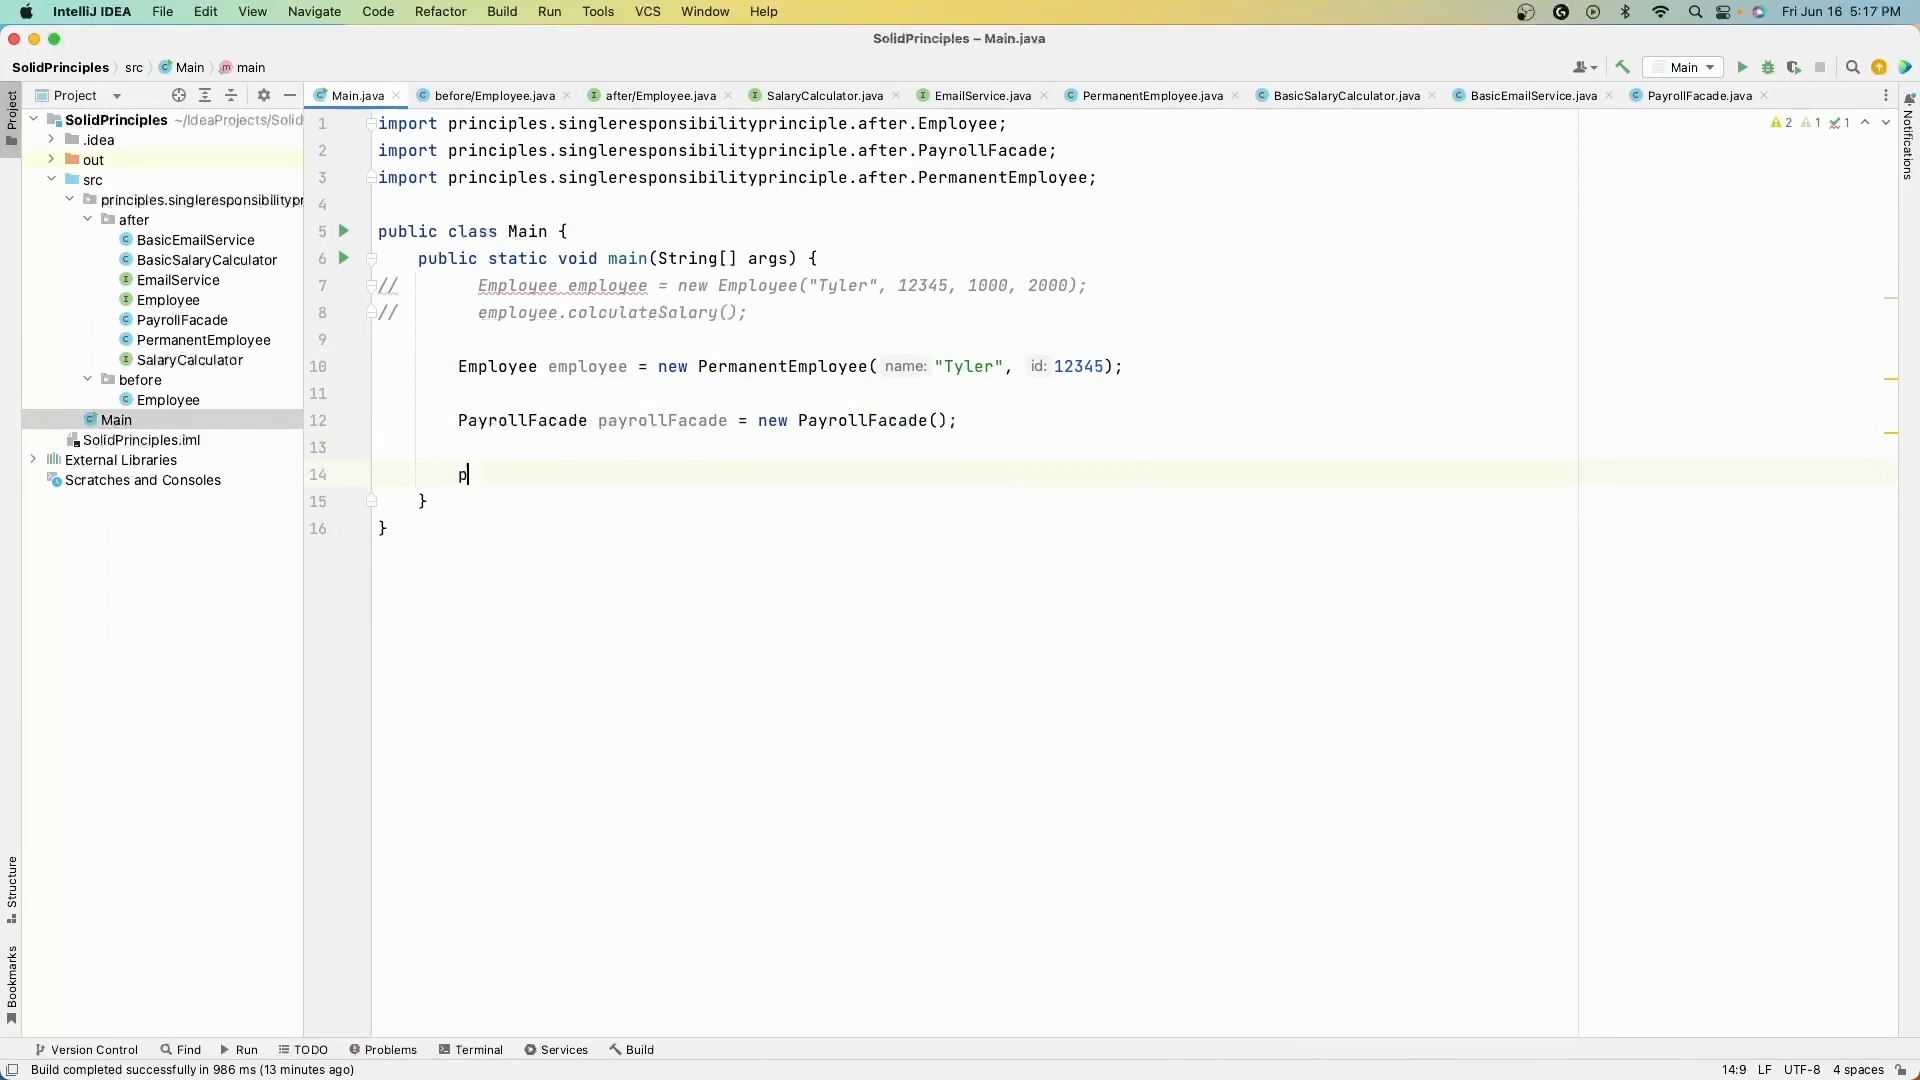 IntelliJ IDEA File Edit View Navigate Code Refactor Build Run Tools VCS Window Help Fri Jun 16 5:17 PM
SolidPrinciples – Main.java
SolidPrinciples src Main main Main
Project
Main.java before/Employee.java after/Employee.java SalaryCalculator.java EmailService.java PermanentEmployee.java BasicSalaryCalculator.java BasicEmailService.java PayrollFacade.java
Project
Structure
Bookmarks
Notifications
SolidPrinciples ~/IdeaProjects/Solid
.idea
out
src
principles.singleresponsibilitypr
after
BasicEmailService
BasicSalaryCalculator
EmailService
Employee
PayrollFacade
PermanentEmployee
SalaryCalculator
before
Employee
Main
SolidPrinciples.iml
External Libraries
Scratches and Consoles
2 1 1
1 import principles.singleresponsibilityprinciple.after.Employee;
2 import principles.singleresponsibilityprinciple.after.PayrollFacade;
3 import principles.singleresponsibilityprinciple.after.PermanentEmployee;
4
5 public class Main {
6 public static void main(String[] args) {
7 // Employee employee = new Employee("Tyler", 12345, 1000, 2000);
8 // employee.calculateSalary();
9
10 Employee employee = new PermanentEmployee( name: "Tyler", id: 12345);
11
12 PayrollFacade payrollFacade = new PayrollFacade();
13
14 p
15 }
16 }
Version Control Find Run TODO Problems Terminal Services Build
Build completed successfully in 986 ms (13 minutes ago) 14:9 LF UTF-8 4 spaces